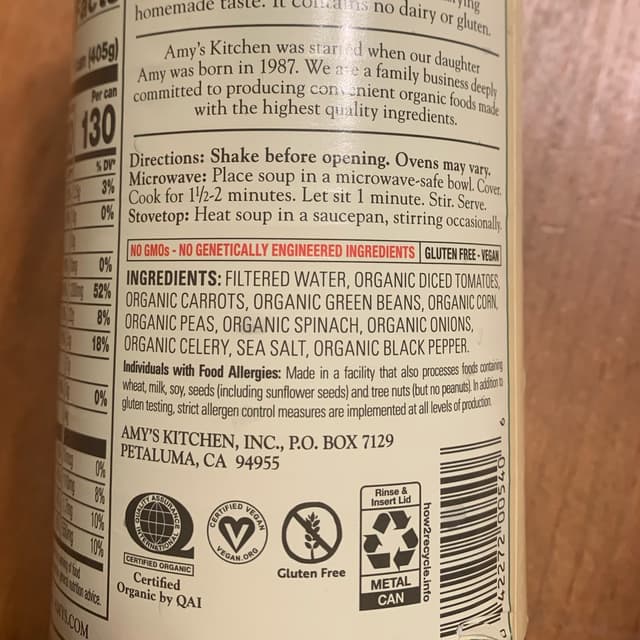 Facts
homemade taste. It contains no dairy or gluten.
Amy's Kitchen was started when our daughter
Amy was born in 1987. We are a family business deeply
committed to producing convenient organic foods made
with the highest quality ingredients.
(405g)
Per can
130
% DV*
3%
0%
0%
52%
8%
18%
0%
0%
8%
10%
10%
Directions: Shake before opening. Ovens may vary.
Microwave: Place soup in a microwave-safe bowl. Cover.
Cook for 1½-2 minutes. Let sit 1 minute. Stir. Serve.
Stovetop: Heat soup in a saucepan, stirring occasionally.
NO GMOs - NO GENETICALLY ENGINEERED INGREDIENTS GLUTEN FREE - VEGAN
INGREDIENTS: FILTERED WATER, ORGANIC DICED TOMATOES,
ORGANIC CARROTS, ORGANIC GREEN BEANS, ORGANIC CORN,
ORGANIC PEAS, ORGANIC SPINACH, ORGANIC ONIONS,
ORGANIC CELERY, SEA SALT, ORGANIC BLACK PEPPER.
Individuals with Food Allergies: Made in a facility that also processes foods containing
wheat, milk, soy, seeds (including sunflower seeds) and tree nuts (but no peanuts). In addition to
gluten testing, strict allergen control measures are implemented at all levels of production.
AMY'S KITCHEN, INC., P.O. BOX 7129
PETALUMA, CA 94955
QUALITY ASSURANCE
INTERNATIONAL
CERTIFIED ORGANIC
Certified
Organic by QAI
CERTIFIED VEGAN
VEGAN.ORG
Gluten Free
Rinse &
Insert Lid
METAL
CAN
how2recycle.info
0 42272 00540 6